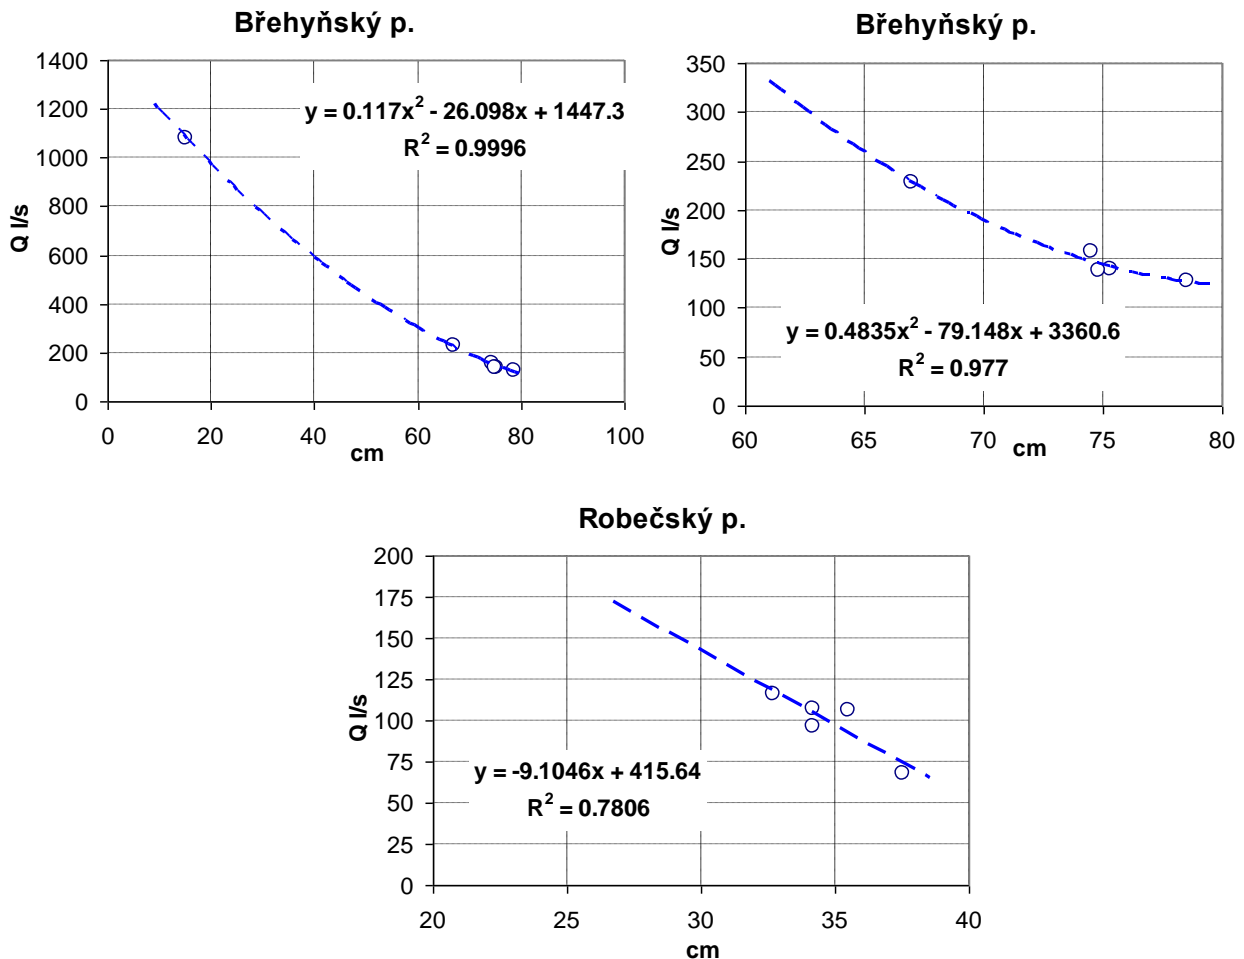 Břehyňský p.
1400
1200
1000
800
600
400
200
0
Q l/s
y = 0.117x² - 26.098x + 1447.3
R² = 0.9996
0 20 40 60 80 100
cm
Břehyňský p.
350
300
250
200
150
100
50
0
Q l/s
y = 0.4835x² - 79.148x + 3360.6
R² = 0.977
60 65 70 75 80
cm
Robečský p.
200
175
150
125
100
75
50
25
0
Q l/s
y = -9.1046x + 415.64
R² = 0.7806
20 25 30 35 40
cm